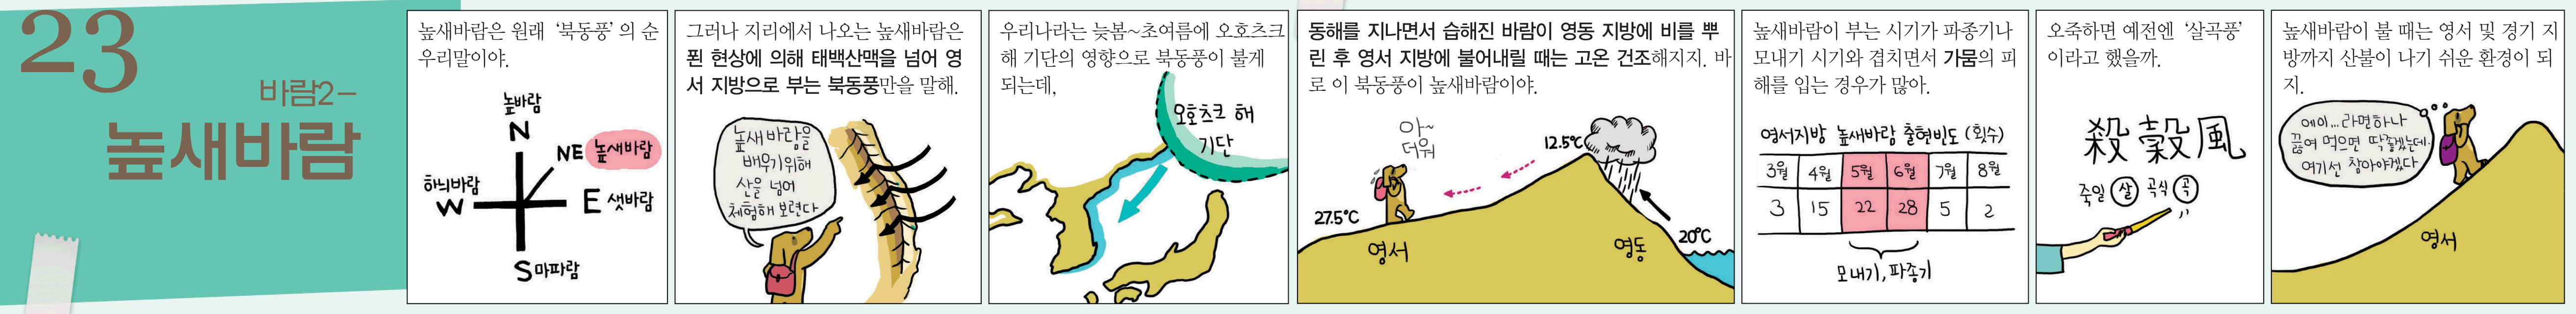 23
바람2-
높새바람
높새바람은 원래 ‘북동풍’의 순
우리말이야.
높바람
N
NE 높새바람
하늬바람
W
E 샛바람
S 마파람
그러나 지리에서 나오는 높새바람은
푄 현상에 의해 태백산맥을 넘어 영
서 지방으로 부는 북동풍만을 말해.
높새바람을
배우기위해
산을 넘어
체험해 보련다
우리나라는 늦봄~초여름에 오호츠크
해 기단의 영향으로 북동풍이 불게
되는데,
오호츠크 해
기단
동해를 지나면서 습해진 바람이 영동 지방에 비를 뿌
린 후 영서 지방에 불어내릴 때는 고온 건조해지지. 바
로 이 북동풍이 높새바람이야.
아~
더워
12.5℃
27.5℃
20℃
영서
영동
높새바람이 부는 시기가 파종기나
모내기 시기와 겹치면서 가뭄의 피
해를 입는 경우가 많아.
영서지방 높새바람 출현빈도 (횟수)
3월 4월 5월 6월 7월 8월
3 15 22 28 5 2
모내기, 파종기
오죽하면 예전엔 ‘살곡풍’
이라고 했을까.
殺穀風
죽일 살 곡식 곡
높새바람이 불 때는 영서 및 경기 지
방까지 산불이 나기 쉬운 환경이 되
지.
에이...라면하나
끓여 먹으면 딱좋겠는데.
여기선 참아야겠다
영서